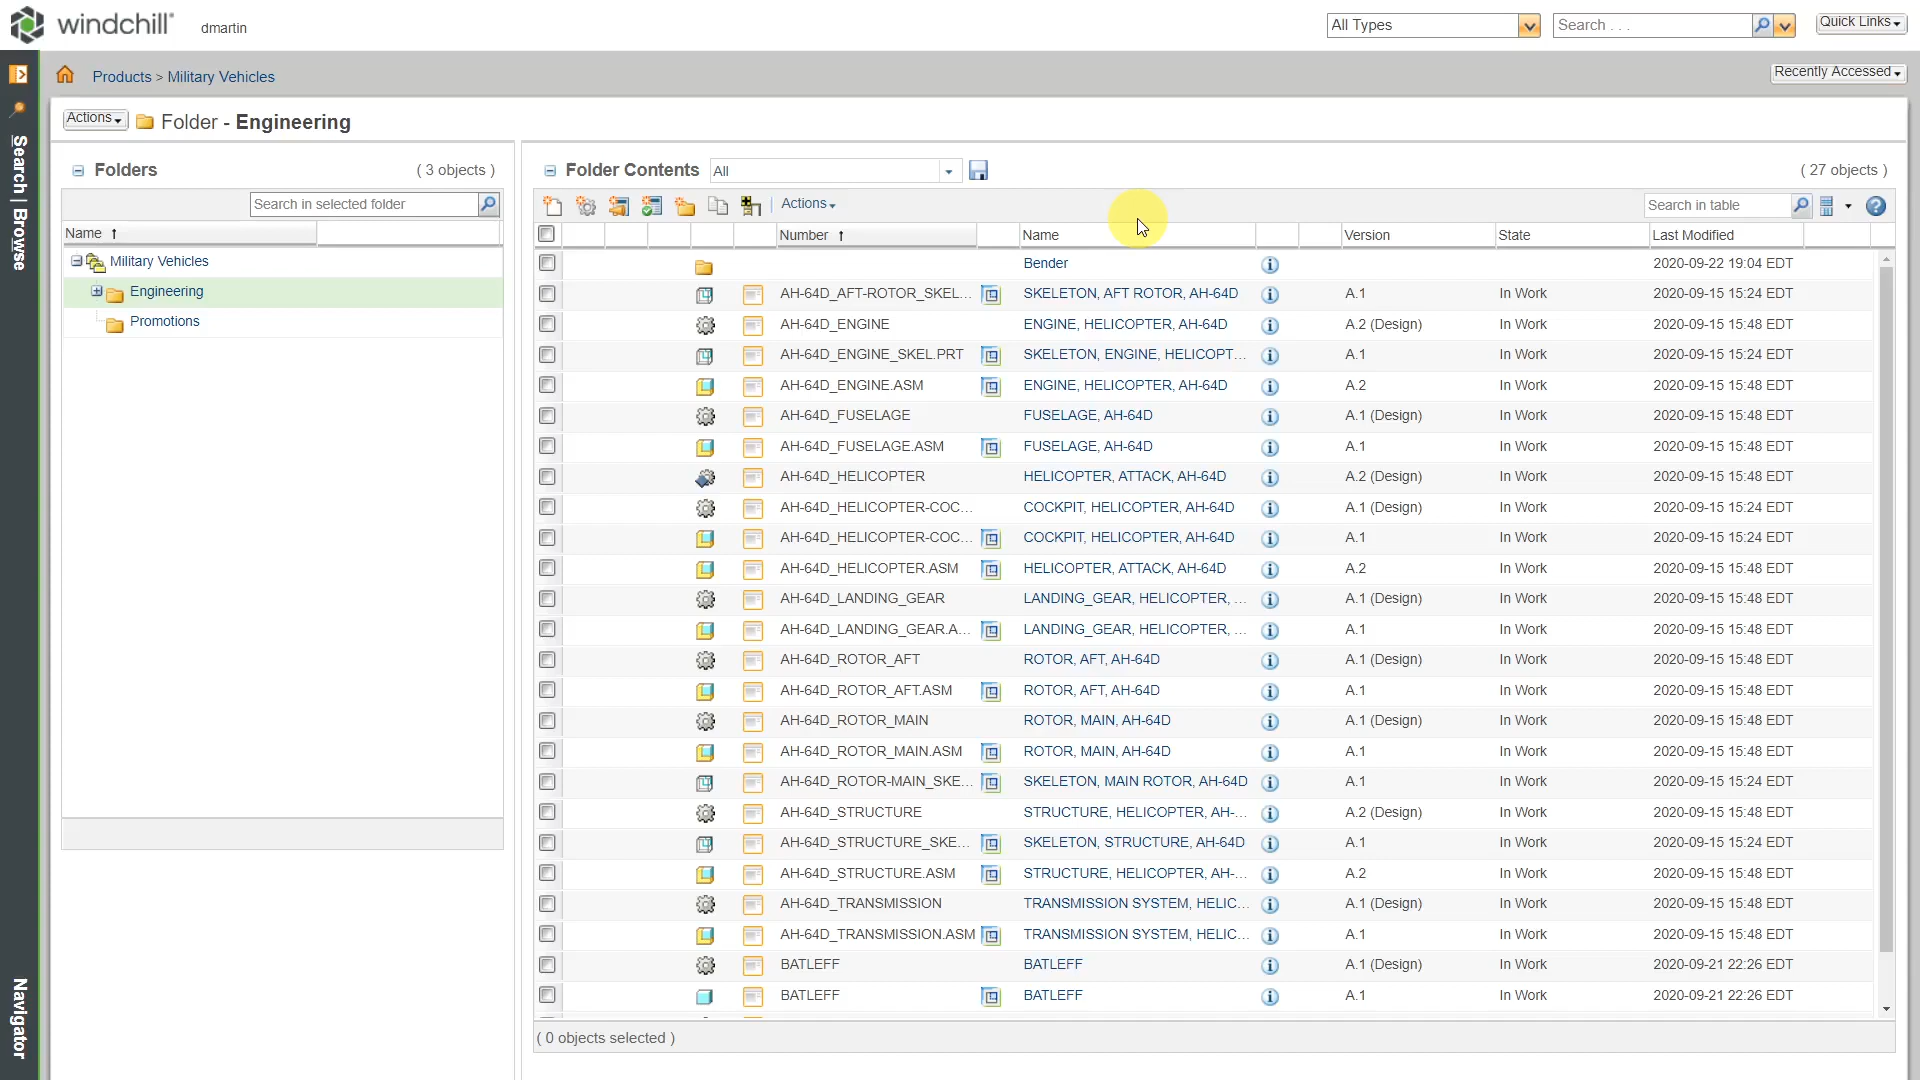 windchill®
dmartin
All Types
Search . . .
Quick Links
Products > Military Vehicles
Recently Accessed
Actions
Folder - Engineering
Search | Browse
Navigator
Folders
( 3 objects )
Search in selected folder
Name ↑
Military Vehicles
Engineering
Promotions
Folder Contents All ( 27 objects )
Actions
Search in table
Number ↑ Name Version State Last Modified
Bender 2020-09-22 19:04 EDT
AH-64D_AFT-ROTOR_SKEL... SKELETON, AFT ROTOR, AH-64D A.1 In Work 2020-09-15 15:24 EDT
AH-64D_ENGINE ENGINE, HELICOPTER, AH-64D A.2 (Design) In Work 2020-09-15 15:48 EDT
AH-64D_ENGINE_SKEL.PRT SKELETON, ENGINE, HELICOPT... A.1 In Work 2020-09-15 15:24 EDT
AH-64D_ENGINE.ASM ENGINE, HELICOPTER, AH-64D A.2 In Work 2020-09-15 15:48 EDT
AH-64D_FUSELAGE FUSELAGE, AH-64D A.1 (Design) In Work 2020-09-15 15:48 EDT
AH-64D_FUSELAGE.ASM FUSELAGE, AH-64D A.1 In Work 2020-09-15 15:48 EDT
AH-64D_HELICOPTER HELICOPTER, ATTACK, AH-64D A.2 (Design) In Work 2020-09-15 15:48 EDT
AH-64D_HELICOPTER-COC... COCKPIT, HELICOPTER, AH-64D A.1 (Design) In Work 2020-09-15 15:24 EDT
AH-64D_HELICOPTER-COC... COCKPIT, HELICOPTER, AH-64D A.1 In Work 2020-09-15 15:24 EDT
AH-64D_HELICOPTER.ASM HELICOPTER, ATTACK, AH-64D A.2 In Work 2020-09-15 15:48 EDT
AH-64D_LANDING_GEAR LANDING_GEAR, HELICOPTER, ... A.1 (Design) In Work 2020-09-15 15:48 EDT
AH-64D_LANDING_GEAR.A... LANDING_GEAR, HELICOPTER, ... A.1 In Work 2020-09-15 15:48 EDT
AH-64D_ROTOR_AFT ROTOR, AFT, AH-64D A.1 (Design) In Work 2020-09-15 15:48 EDT
AH-64D_ROTOR_AFT.ASM ROTOR, AFT, AH-64D A.1 In Work 2020-09-15 15:48 EDT
AH-64D_ROTOR_MAIN ROTOR, MAIN, AH-64D A.1 (Design) In Work 2020-09-15 15:48 EDT
AH-64D_ROTOR_MAIN.ASM ROTOR, MAIN, AH-64D A.1 In Work 2020-09-15 15:48 EDT
AH-64D_ROTOR-MAIN_SKE... SKELETON, MAIN ROTOR, AH-64D A.1 In Work 2020-09-15 15:24 EDT
AH-64D_STRUCTURE STRUCTURE, HELICOPTER, AH-... A.2 (Design) In Work 2020-09-15 15:48 EDT
AH-64D_STRUCTURE_SKE... SKELETON, STRUCTURE, AH-64D A.1 In Work 2020-09-15 15:24 EDT
AH-64D_STRUCTURE.ASM STRUCTURE, HELICOPTER, AH-... A.2 In Work 2020-09-15 15:48 EDT
AH-64D_TRANSMISSION TRANSMISSION SYSTEM, HELIC... A.1 (Design) In Work 2020-09-15 15:48 EDT
AH-64D_TRANSMISSION.ASM TRANSMISSION SYSTEM, HELIC... A.1 In Work 2020-09-15 15:48 EDT
BATLEFF BATLEFF A.1 (Design) In Work 2020-09-21 22:26 EDT
BATLEFF BATLEFF A.1 In Work 2020-09-21 22:26 EDT
( 0 objects selected )